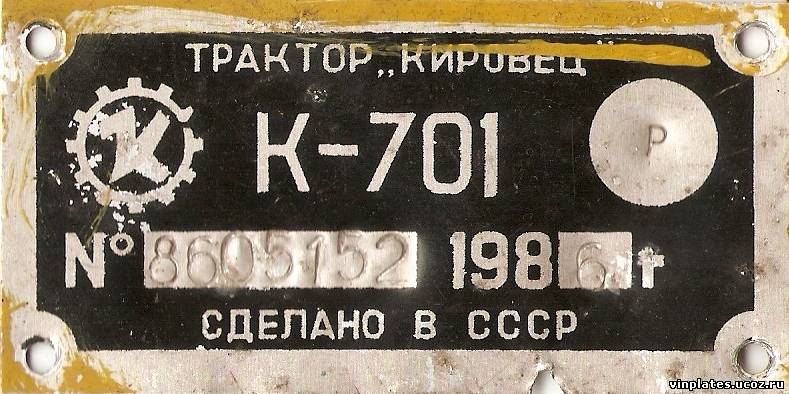 ТРАКТОР „КИРОВЕЦ"
К-701
Р
№ 8605152 1986 г
СДЕЛАНО В СССР
vinplates.ucoz.ru